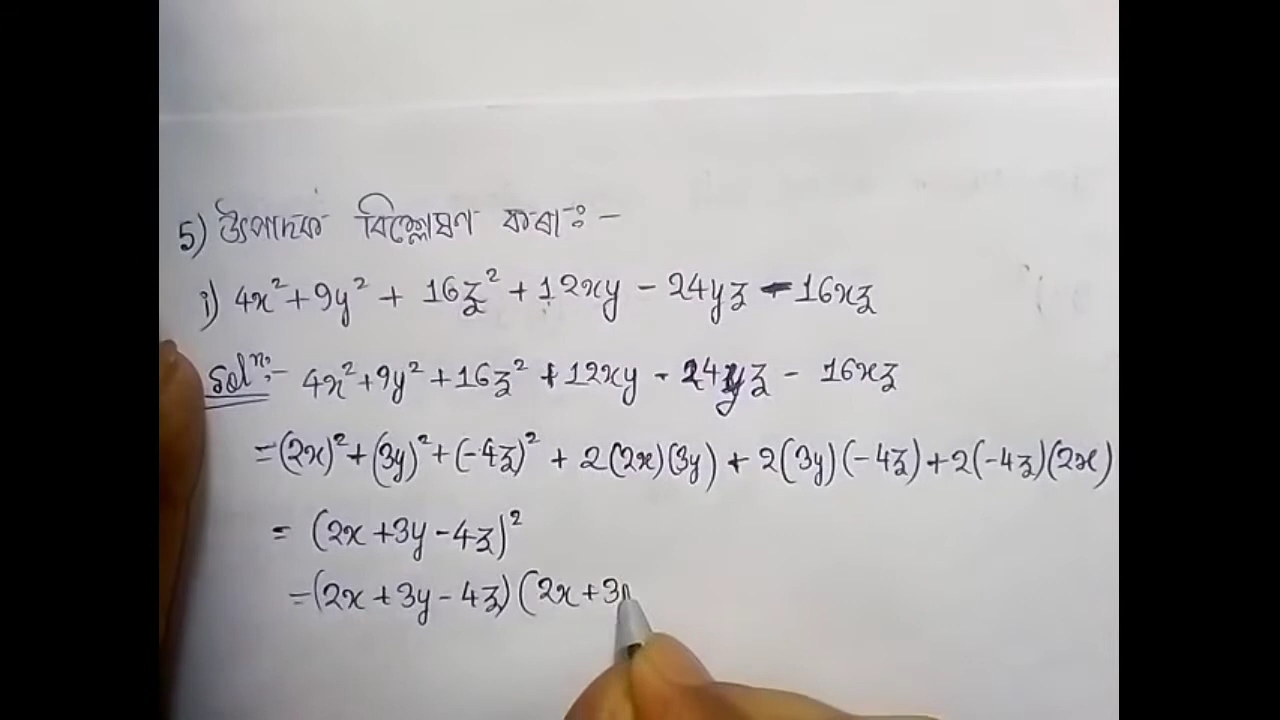 5) উৎপাদক বিশ্লেষণ কৰা :-
i) 4x² + 9y² + 16z² + 12xy - 24yz - 16xz
Solⁿ:- 4x² + 9y² + 16z² + 12xy - 24yz - 16xz
= (2x)² + (3y)² + (-4z)² + 2(2x)(3y) + 2(3y)(-4z) + 2(-4z)(2x)
= (2x + 3y - 4z)²
= (2x + 3y - 4z)(2x + 3